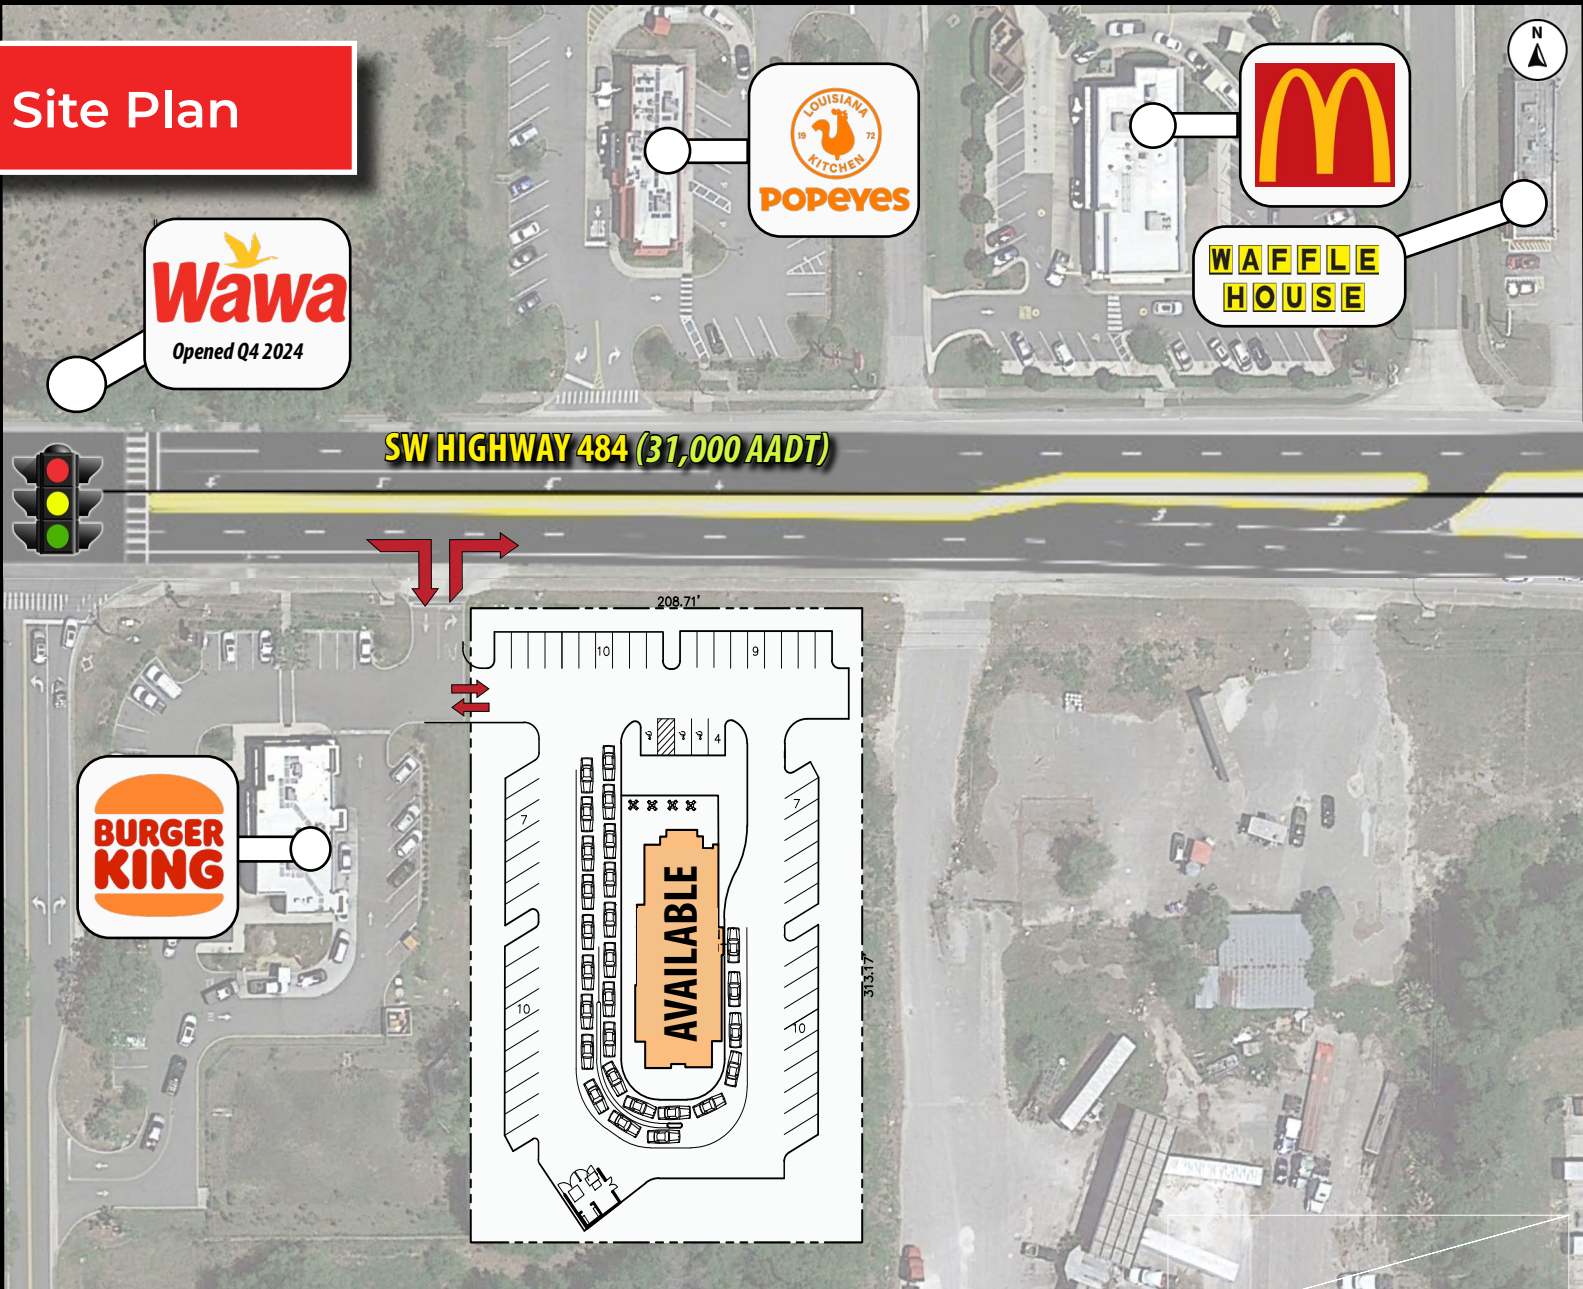 Site Plan
N
LOUISIANA
19 72
KITCHEN
POPEYES
WAFFLE
HOUSE
Wawa
Opened Q4 2024
SW HIGHWAY 484 (31,000 AADT)
208.71'
10
9
4
7
7
BURGER
KING
AVAILABLE
313.17'
10
10
STOP